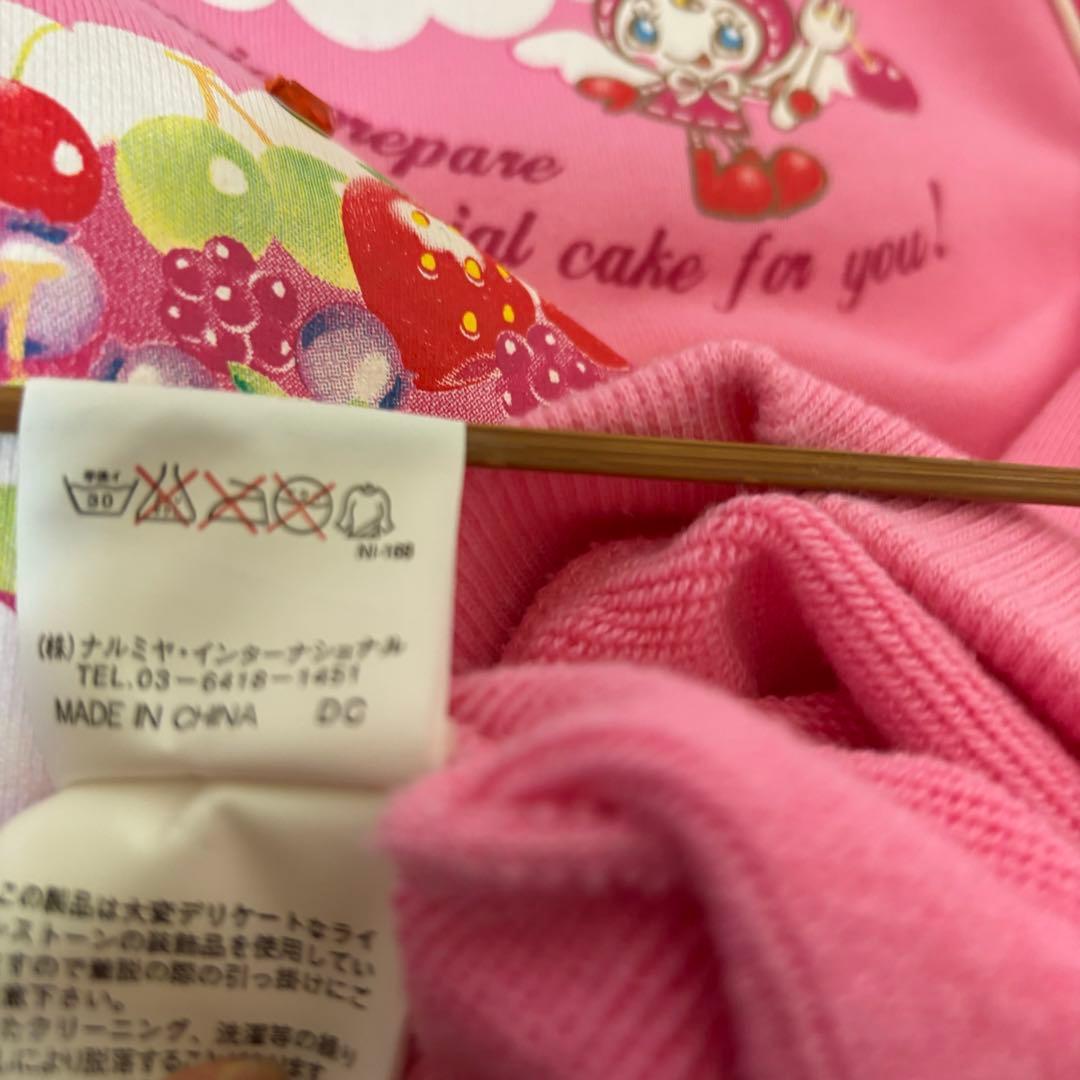 repare
ial cake for you!
手洗イ
30
NI-168
(株)ナルミヤ・インターナショナル
TEL.03-6418-1451
MADE IN CHINA DC
この製品は大変デリケートなライ
ンストーンの装飾品を使用してい
ますので着脱の際の引っ掛けにご
下さい。
たクリーニング、洗濯等の繰り
により脱落する